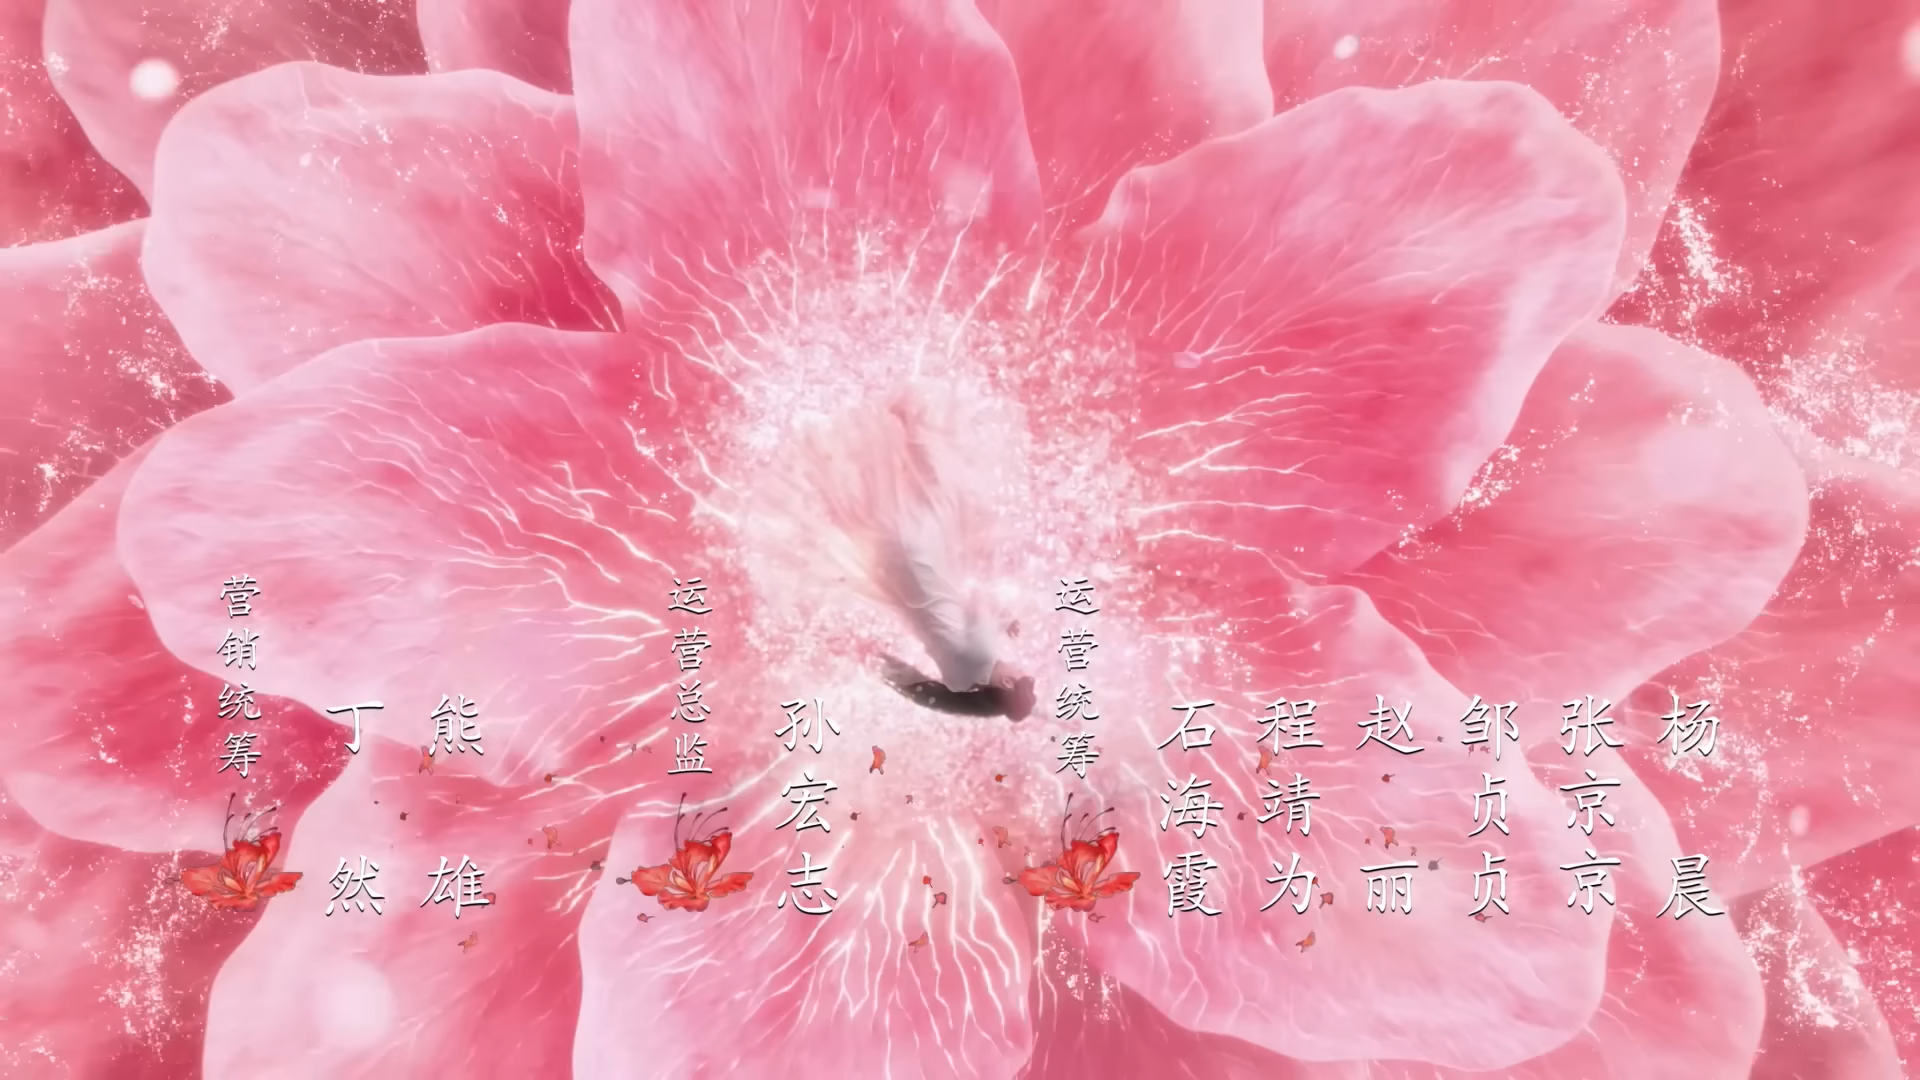 营销统筹
丁然
熊雄
运营总监
孙宏志
运营统筹
石海霞
程靖为
赵丽
邹贞贞
张京京
杨晨